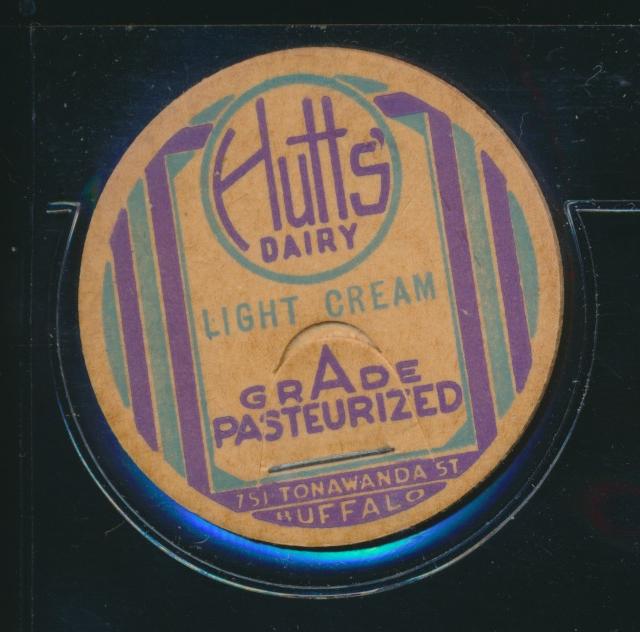 Hutts'
DAIRY
LIGHT CREAM
GRADE
PASTEURIZED
751 TONAWANDA ST
BUFFALO